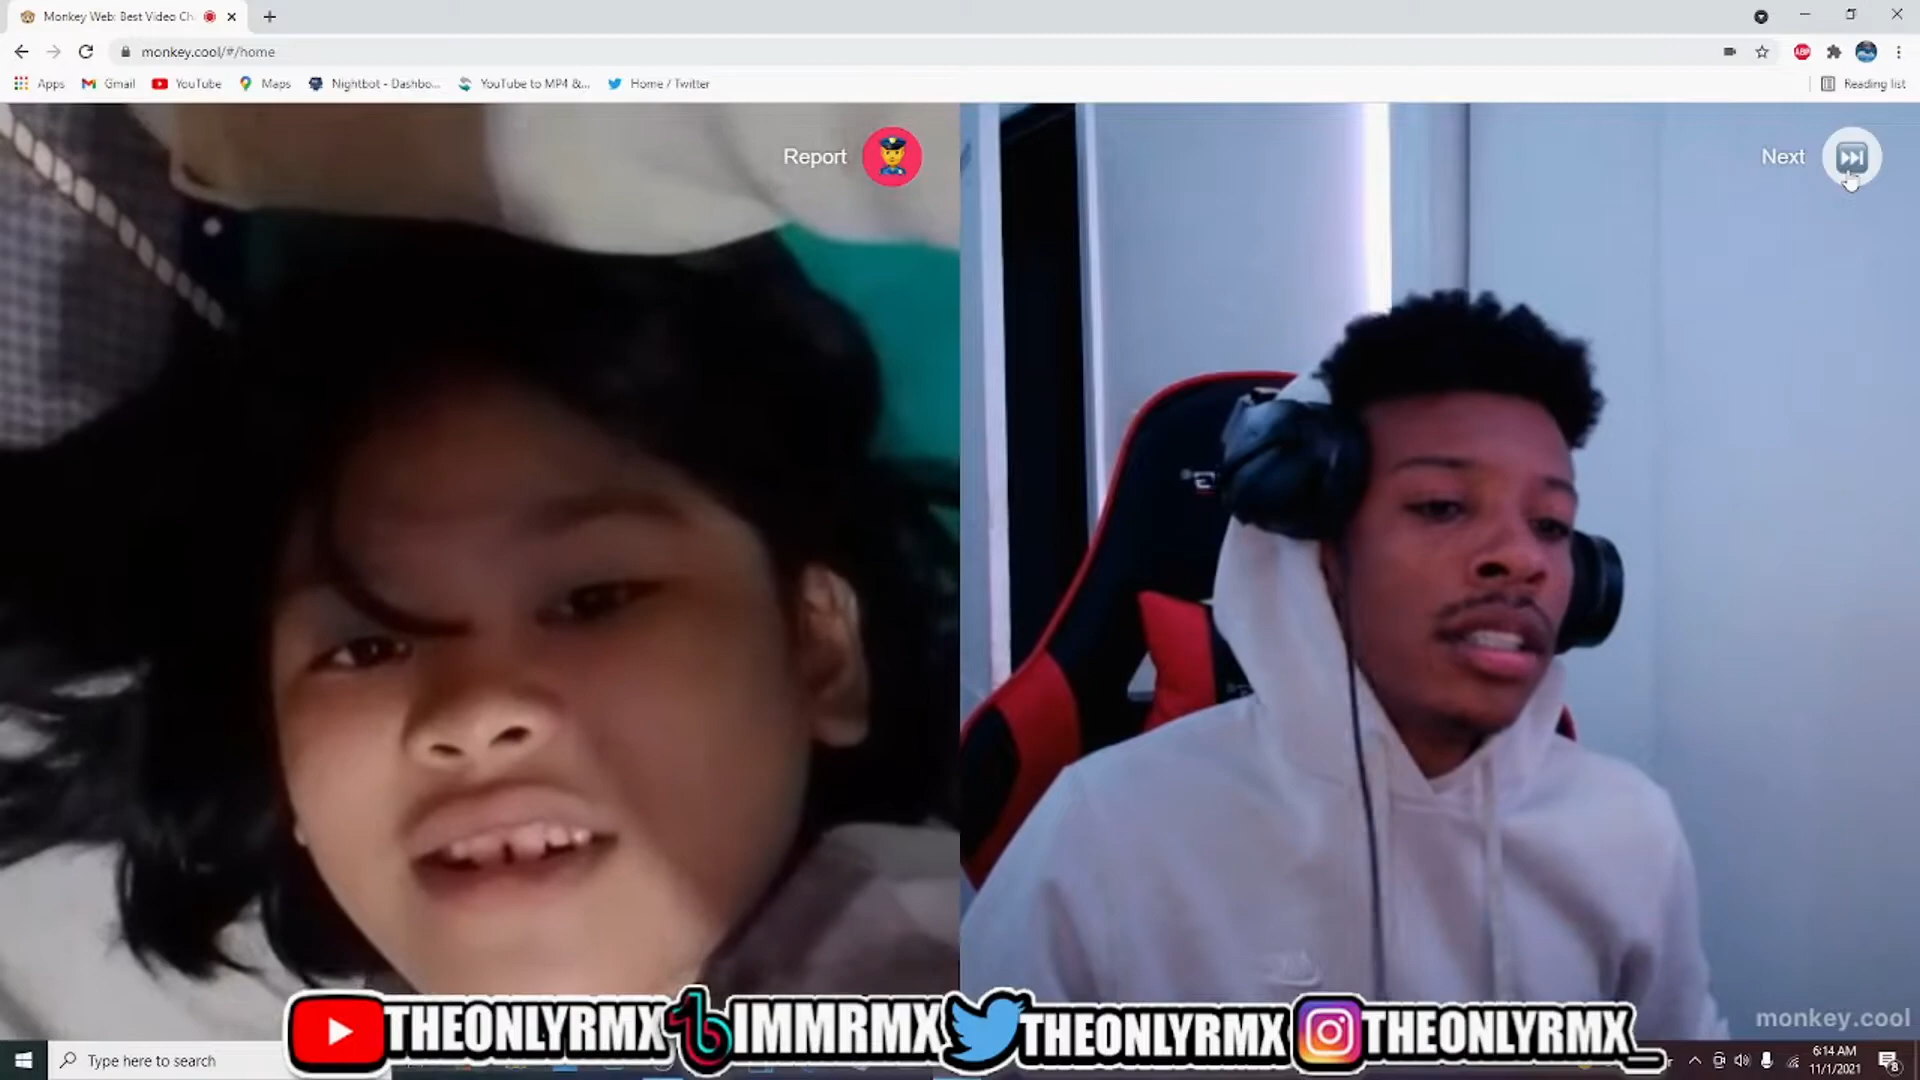 Monkey Web: Best Video Ch
monkey.cool/#/home
Apps Gmail YouTube Maps Nightbot - Dashbo... YouTube to MP4 &... Home / Twitter Reading list
Report Next
THEONLYRMX IMMRMX THEONLYRMX THEONLYRMX_
monkey.cool
Type here to search
6:14 AM
11/1/2021